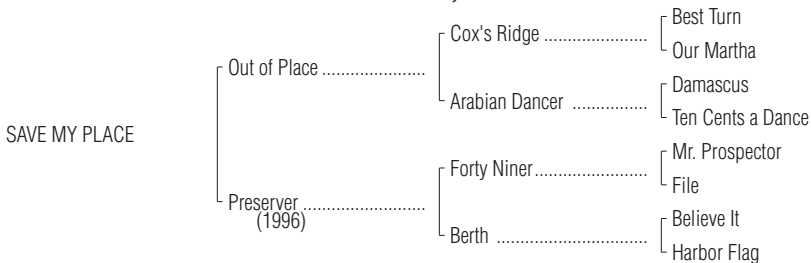 Best Turn
Cox's Ridge ......................
Our Martha
Out of Place ......................
Damascus
Arabian Dancer ................
Ten Cents a Dance
SAVE MY PLACE
Mr. Prospector
Forty Niner........................
File
Preserver ..........................
(1996)
Believe It
Berth ................................
Harbor Flag